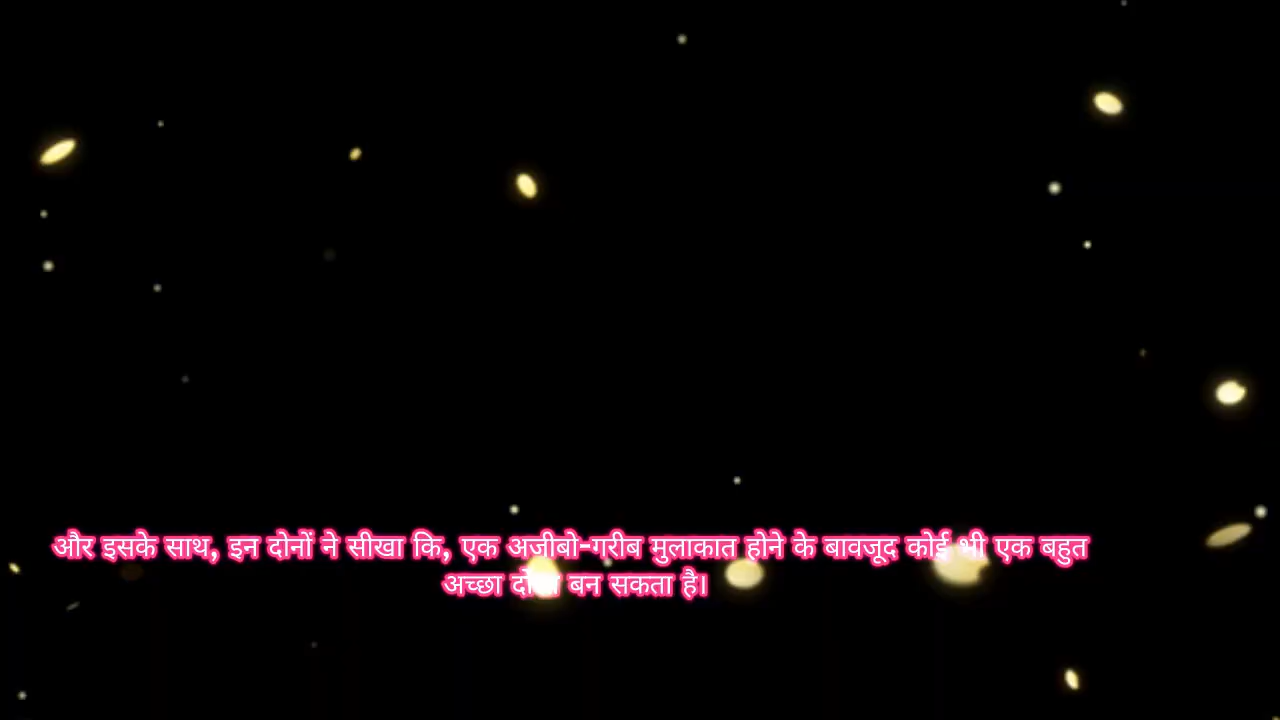 और इसके साथ, इन दोनों ने सीखा कि, एक अजीबो-गरीब मुलाकात होने के बावजूद कोई भी एक बहुत
अच्छा दोस्त बन सकता है।